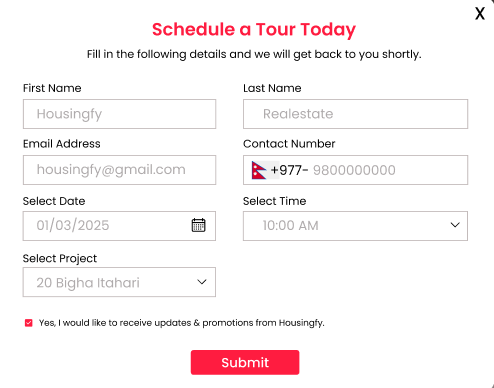 X
Schedule a Tour Today
Fill in the following details and we will get back to you shortly.
First Name
Last Name
Housingfy
Realestate
Email Address
Contact Number
housingfy@gmail.com
+977- 9800000000
Select Date
Select Time
01/03/2025
10:00 AM
Select Project
20 Bigha Itahari
Yes, I would like to receive updates & promotions from Housingfy.
Submit